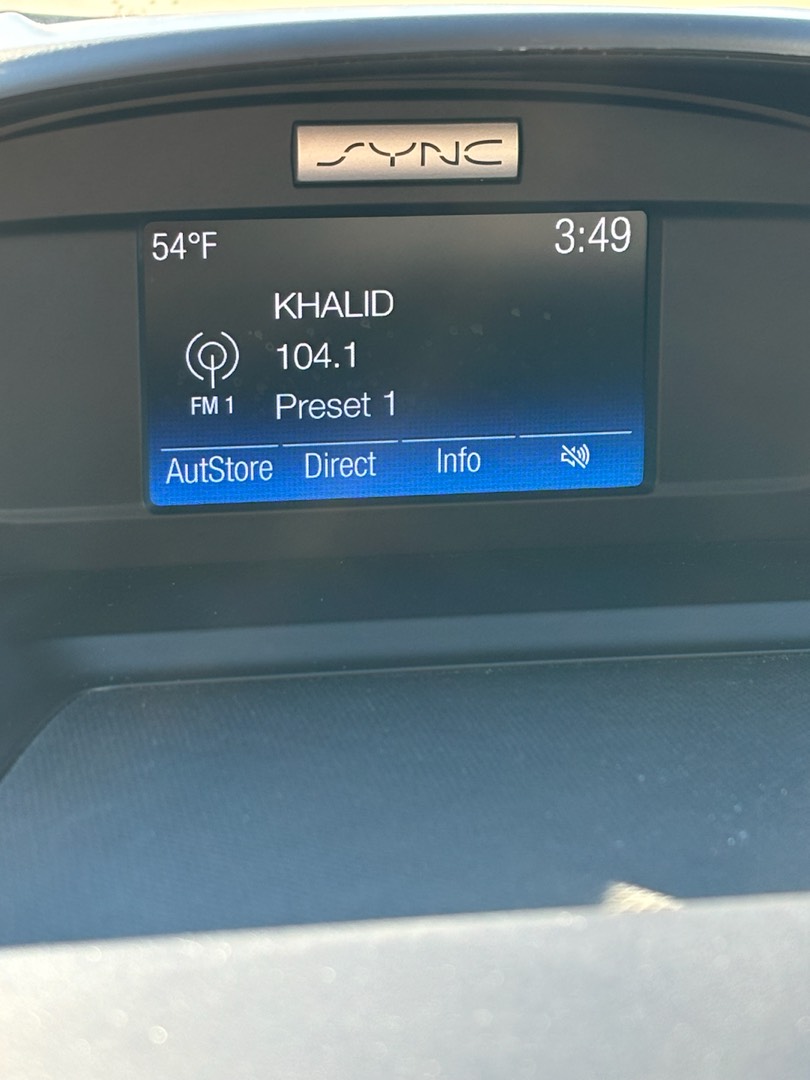 SYNC
54°F 3:49
KHALID
104.1
FM 1 Preset 1
AutStore Direct Info